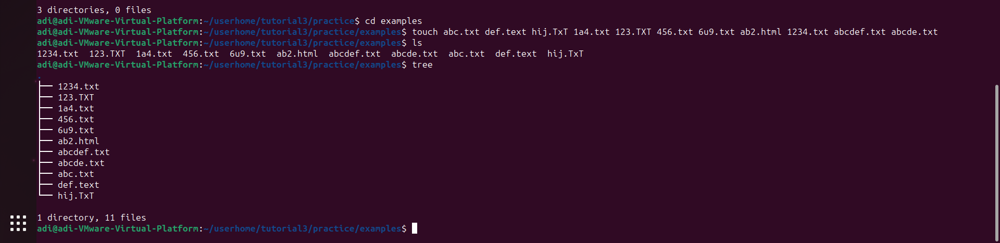 3 directories, 0 files
adi@adi-VMware-Virtual-Platform:~/userhome/tutorial3/practice$ cd examples
adi@adi-VMware-Virtual-Platform:~/userhome/tutorial3/practice/examples$ touch abc.txt def.text hij.TxT 1a4.txt 123.TXT 456.txt 6u9.txt ab2.html 1234.txt abcdef.txt abcde.txt
adi@adi-VMware-Virtual-Platform:~/userhome/tutorial3/practice/examples$ ls
1234.txt  123.TXT  1a4.txt  456.txt  6u9.txt  ab2.html  abcdef.txt  abcde.txt  abc.txt  def.text  hij.TxT
adi@adi-VMware-Virtual-Platform:~/userhome/tutorial3/practice/examples$ tree
.
├── 1234.txt
├── 123.TXT
├── 1a4.txt
├── 456.txt
├── 6u9.txt
├── ab2.html
├── abcdef.txt
├── abcde.txt
├── abc.txt
├── def.text
└── hij.TxT
1 directory, 11 files
adi@adi-VMware-Virtual-Platform:~/userhome/tutorial3/practice/examples$